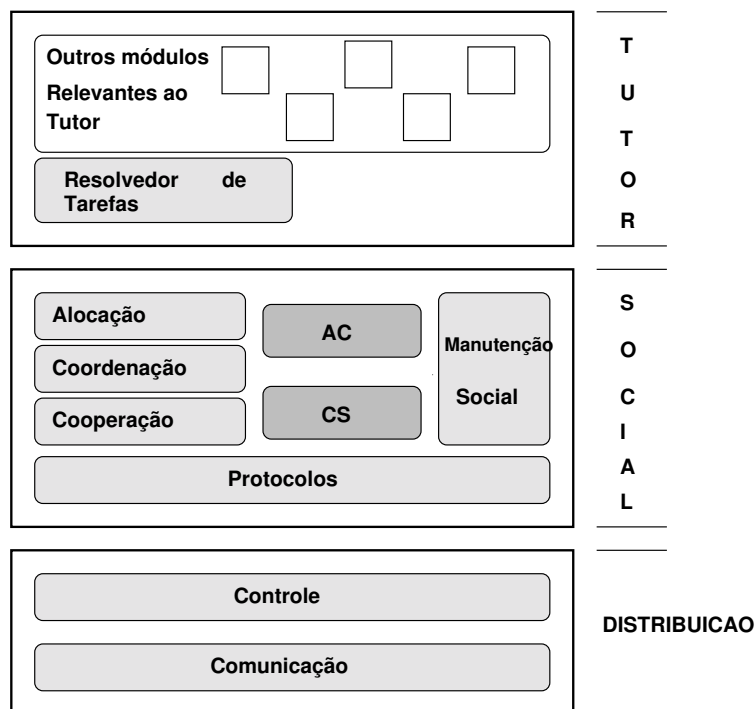 Outros módulos
Relevantes ao
Tutor
Resolvedor de
Tarefas
T
U
T
O
R
Alocação
Coordenação
Cooperação
AC
CS
Manutenção
Social
Protocolos
S
O
C
I
A
L
Controle
Comunicação
DISTRIBUICAO